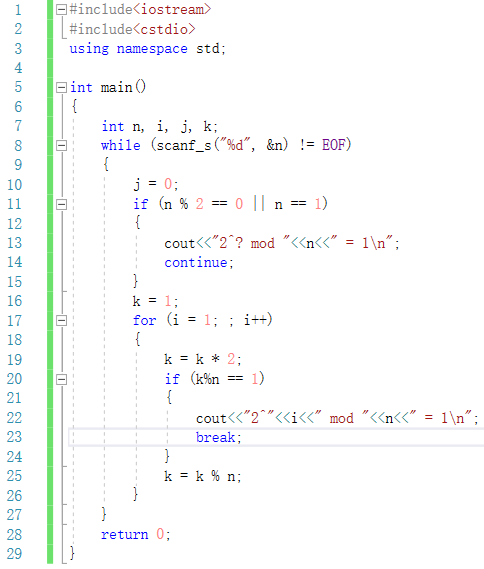 1 #include<iostream>
2 #include<cstdio>
3 using namespace std;
4
5 int main()
6 {
7 int n, i, j, k;
8 while (scanf_s("%d", &n) != EOF)
9 {
10 j = 0;
11 if (n % 2 == 0 || n == 1)
12 {
13 cout<<"2^? mod "<<n<<" = 1\n";
14 continue;
15 }
16 k = 1;
17 for (i = 1; ; i++)
18 {
19 k = k * 2;
20 if (k%n == 1)
21 {
22 cout<<"2^"<<i<<" mod "<<n<<" = 1\n";
23 break;
24 }
25 k = k % n;
26 }
27 }
28 return 0;
29 }